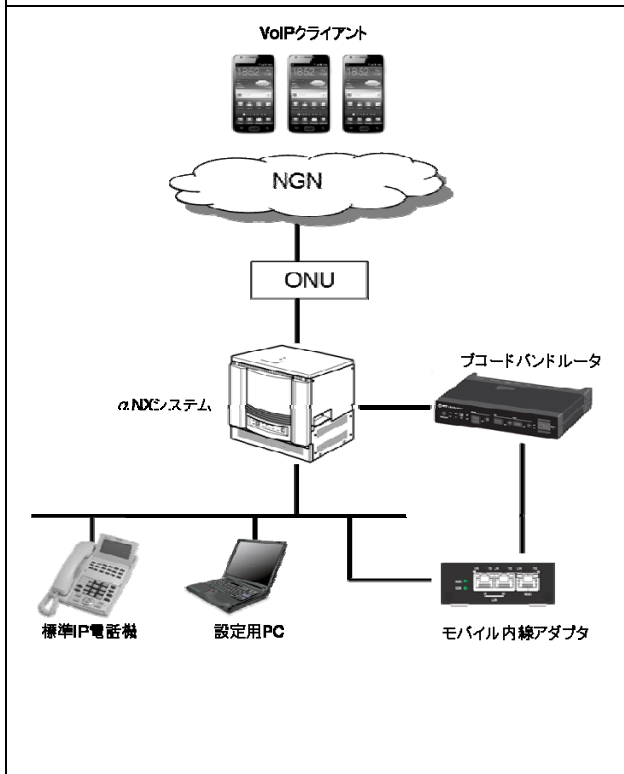 VoIPクライアント
NGN
ONU
ブロードバンドルータ
αNXシステム
標準IP電話機
設定用PC
モバイル内線アダプタ